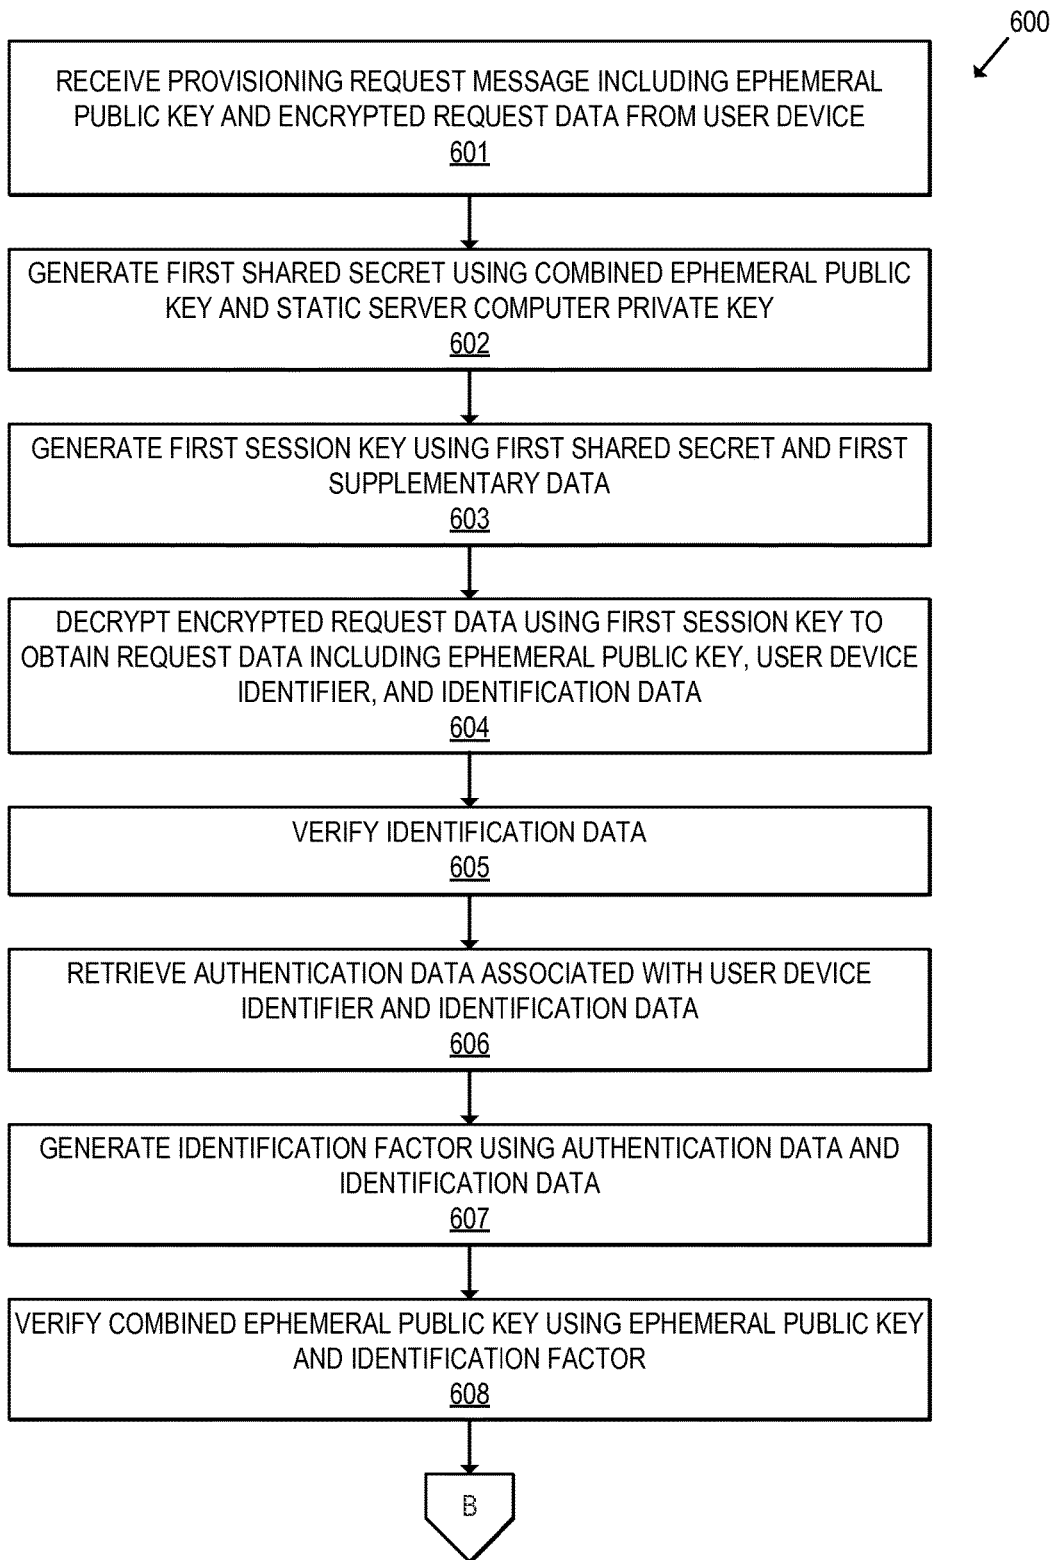 600
RECEIVE PROVISIONING REQUEST MESSAGE INCLUDING EPHEMERAL
PUBLIC KEY AND ENCRYPTED REQUEST DATA FROM USER DEVICE
601
GENERATE FIRST SHARED SECRET USING COMBINED EPHEMERAL PUBLIC
KEY AND STATIC SERVER COMPUTER PRIVATE KEY
602
GENERATE FIRST SESSION KEY USING FIRST SHARED SECRET AND FIRST
SUPPLEMENTARY DATA
603
DECRYPT ENCRYPTED REQUEST DATA USING FIRST SESSION KEY TO
OBTAIN REQUEST DATA INCLUDING EPHEMERAL PUBLIC KEY, USER DEVICE
IDENTIFIER, AND IDENTIFICATION DATA
604
VERIFY IDENTIFICATION DATA
605
RETRIEVE AUTHENTICATION DATA ASSOCIATED WITH USER DEVICE
IDENTIFIER AND IDENTIFICATION DATA
606
GENERATE IDENTIFICATION FACTOR USING AUTHENTICATION DATA AND
IDENTIFICATION DATA
607
VERIFY COMBINED EPHEMERAL PUBLIC KEY USING EPHEMERAL PUBLIC KEY
AND IDENTIFICATION FACTOR
608
B